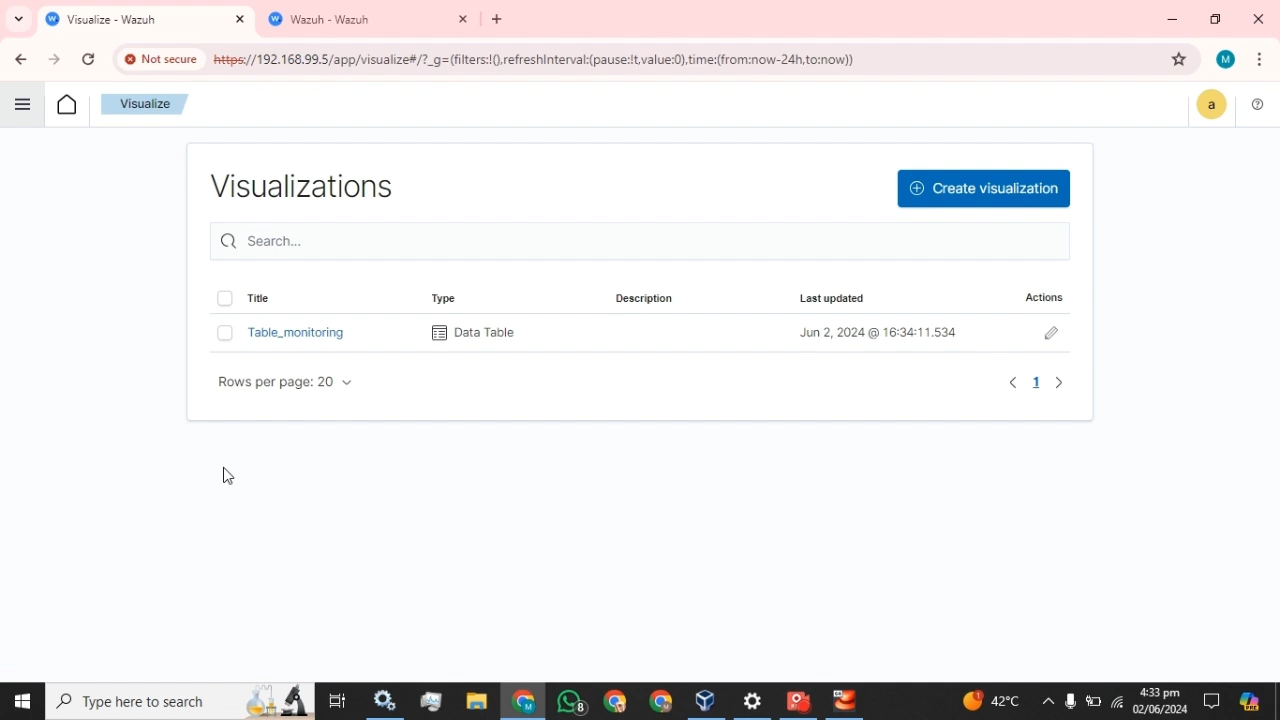 Visualize - Wazuh
Wazuh - Wazuh
Not secure
https://192.168.99.5/app/visualize#/?_g=(filters:!(),refreshInterval:(pause:!t,value:0),time:(from:now-24h,to:now))
M
Visualize
a
Visualizations
Create visualization
Search...
Title Type Description Last updated Actions
Table_monitoring Data Table Jun 2, 2024 @ 16:34:11.534
Rows per page: 20
1
Type here to search
8
1
42°C
4:33 pm
02/06/2024